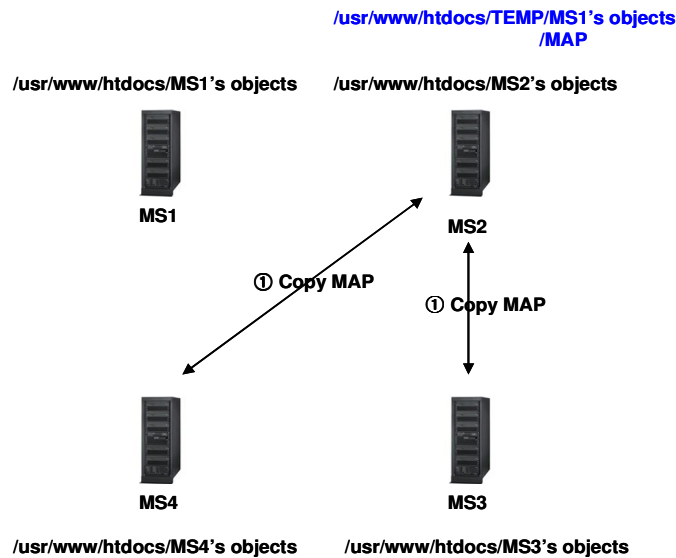 /usr/www/htdocs/TEMP/MS1’s objects
/MAP
/usr/www/htdocs/MS1’s objects
/usr/www/htdocs/MS2’s objects
MS1
MS2
① Copy MAP
① Copy MAP
MS4
MS3
/usr/www/htdocs/MS4’s objects
/usr/www/htdocs/MS3’s objects